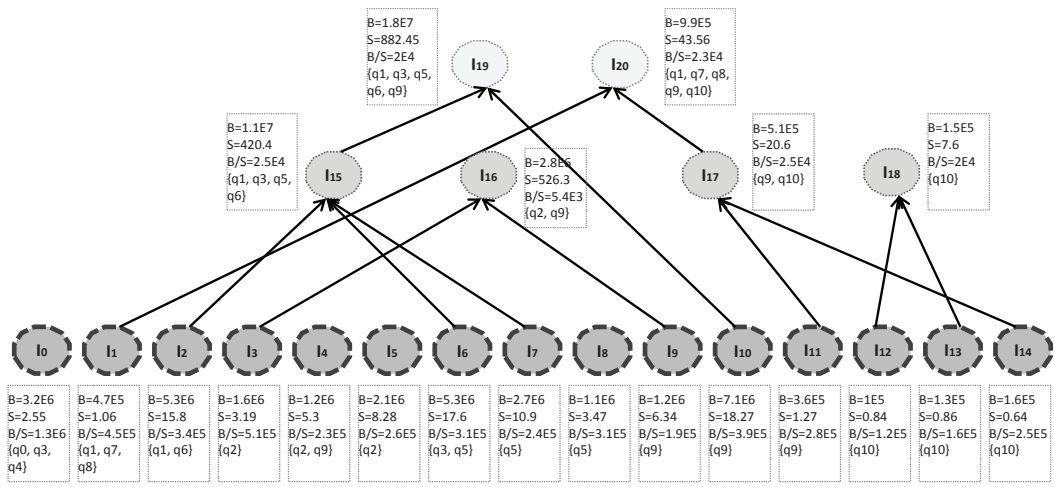 B=1.8E7
S=882.45
B/S=2E4
{q1, q3, q5,
q6, q9}
I19
I20
B=9.9E5
S=43.56
B/S=2.3E4
{q1, q7, q8,
q9, q10}
B=1.1E7
S=420.4
B/S=2.5E4
{q1, q3, q5,
q6}
I15
I16
B=2.8E6
S=526.3
B/S=5.4E3
{q2, q9}
I17
B=5.1E5
S=20.6
B/S=2.5E4
{q9, q10}
I18
B=1.5E5
S=7.6
B/S=2E4
{q10}
I0 I1 I2 I3 I4 I5 I6 I7 I8 I9 I10 I11 I12 I13 I14
B=3.2E6
S=2.55
B/S=1.3E6
{q0, q3,
q4}
B=4.7E5
S=1.06
B/S=4.5E5
{q1, q7,
q8}
B=5.3E6
S=15.8
B/S=3.4E5
{q1, q6}
B=1.6E6
S=3.19
B/S=5.1E5
{q2}
B=1.2E6
S=5.3
B/S=2.3E5
{q2, q9}
B=2.1E6
S=8.28
B/S=2.6E5
{q2}
B=5.3E6
S=17.6
B/S=3.1E5
{q3, q5}
B=2.7E6
S=10.9
B/S=2.4E5
{q5}
B=1.1E6
S=3.47
B/S=3.1E5
{q5}
B=1.2E6
S=6.34
B/S=1.9E5
{q9}
B=7.1E6
S=18.27
B/S=3.9E5
{q9}
B=3.6E5
S=1.27
B/S=2.8E5
{q9}
B=1E5
S=0.84
B/S=1.2E5
{q10}
B=1.3E5
S=0.86
B/S=1.6E5
{q10}
B=1.6E5
S=0.64
B/S=2.5E5
{q10}